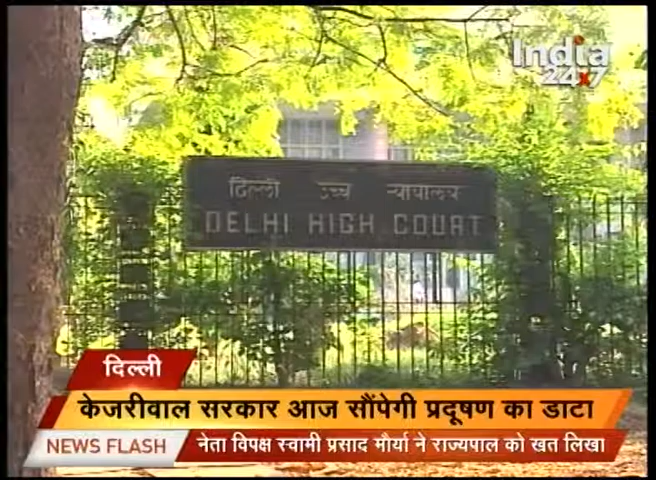 India
24x7
दिल्ली उच्च न्यायालय
DELHI HIGH COURT
दिल्ली
केजरीवाल सरकार आज सौंपेगी प्रदूषण का डाटा
NEWS FLASH
नेता विपक्ष स्वामी प्रसाद मौर्या ने राज्यपाल को खत लिखा